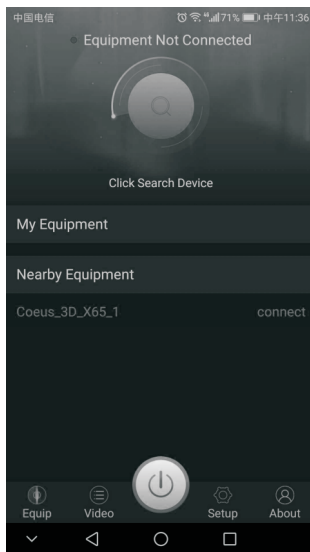 中国电信 71% 中午11:36
Equipment Not Connected
Click Search Device
My Equipment
Nearby Equipment
Coeus_3D_X65_1 connect
Equip Video Setup About